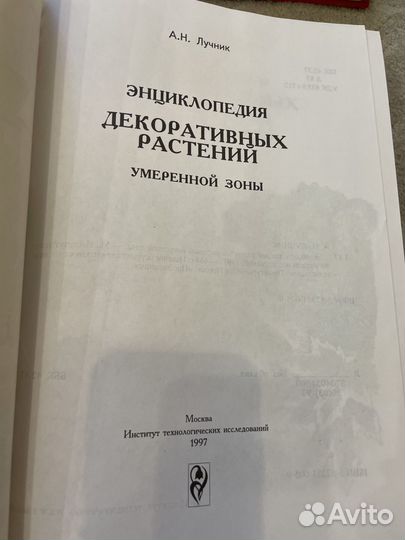 А.Н. Лучник
ЭНЦИКЛОПЕДИЯ
ДЕКОРАТИВНЫХ
РАСТЕНИЙ
УМЕРЕННОЙ ЗОНЫ
Москва
Институт технологических исследований
1997
Avito